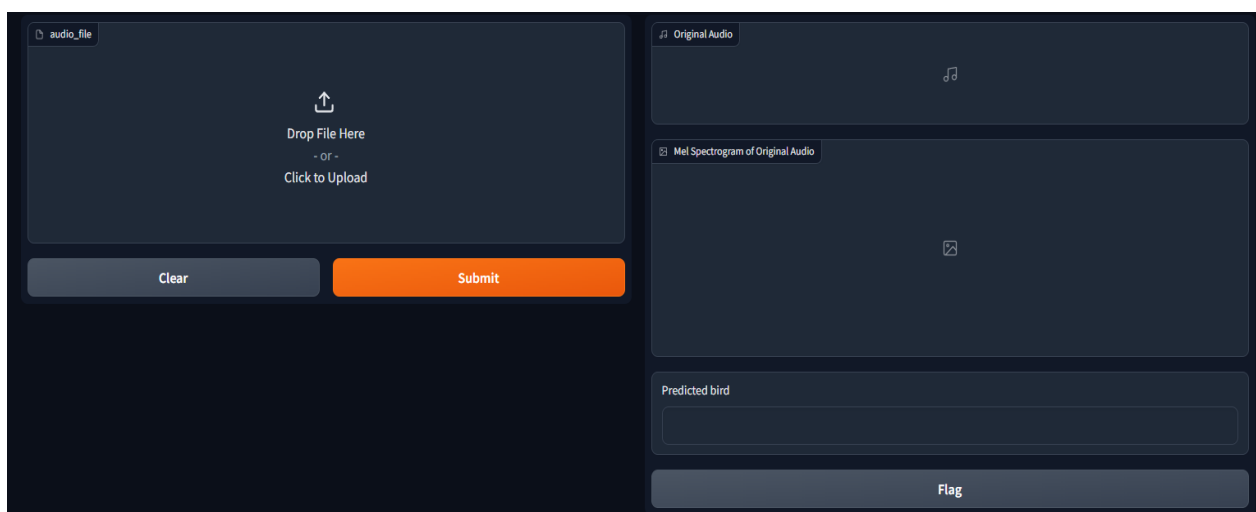 audio_file
Drop File Here
- or -
Click to Upload
Clear
Submit
Original Audio
Mel Spectrogram of Original Audio
Predicted bird
Flag